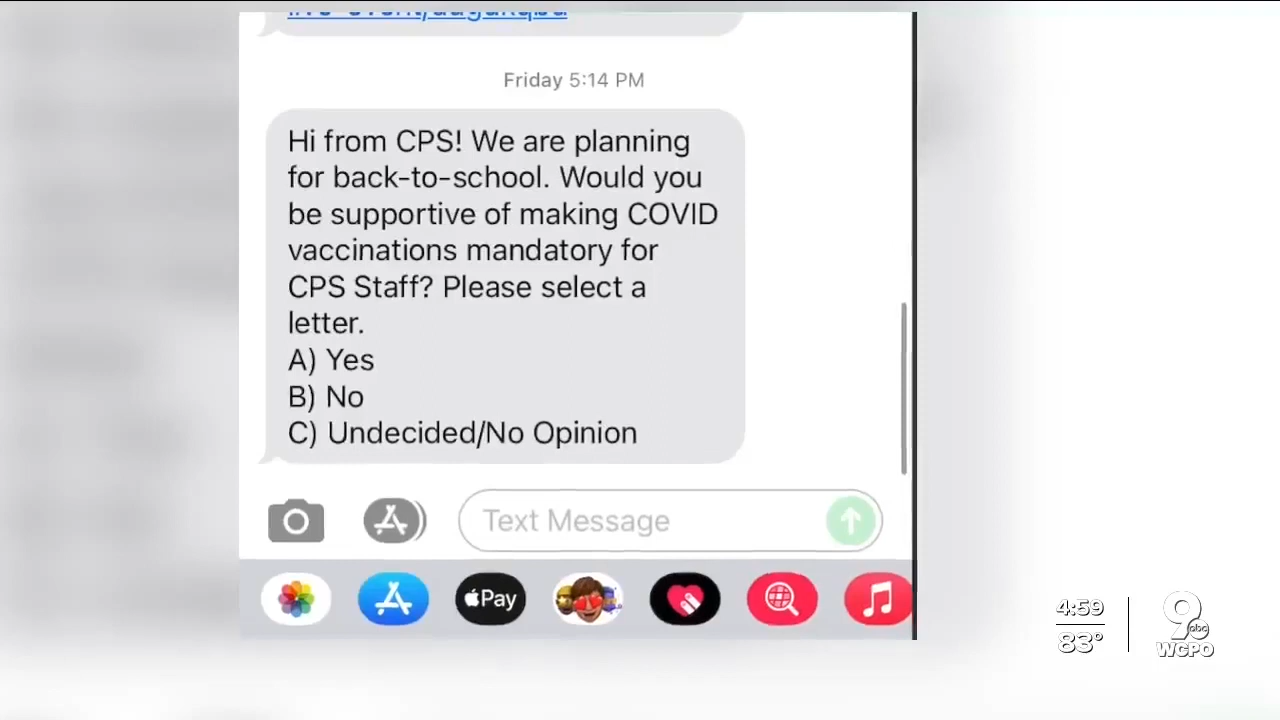 Friday 5:14 PM
Hi from CPS! We are planning
for back-to-school. Would you
be supportive of making COVID
vaccinations mandatory for
CPS Staff? Please select a
letter.
A) Yes
B) No
C) Undecided/No Opinion
Text Message
Pay
4:59
83°
9
abc
WCPO